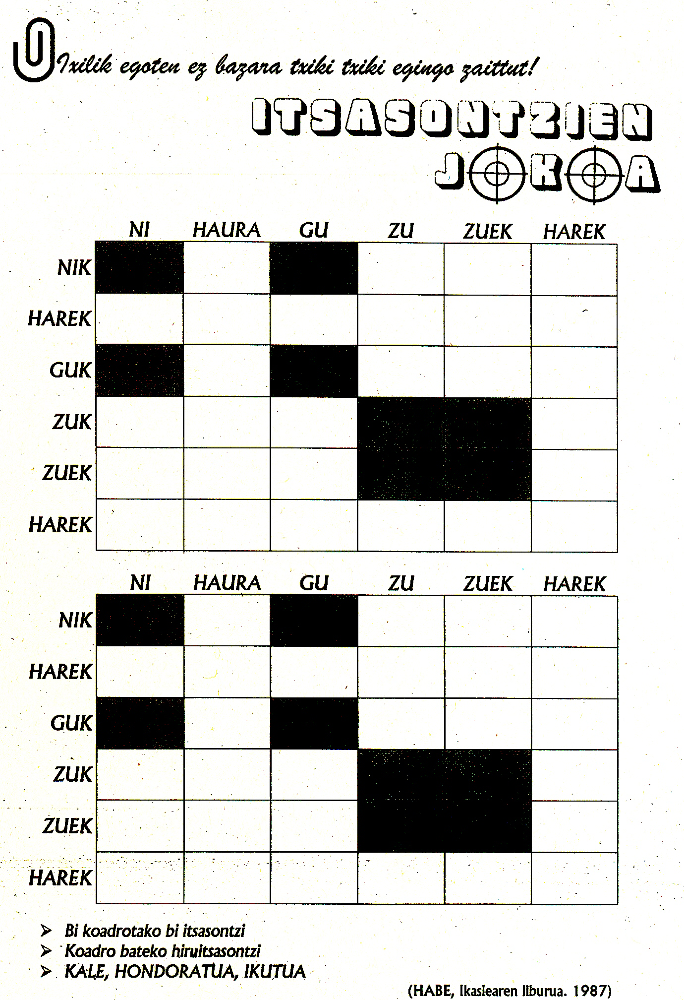 Ixilik egoten ez bazara txiki txiki egingo zaittut!
ITSASONTZIEN
JOKOA
NI HAURA GU ZU ZUEK HAREK
NIK
HAREK
GUK
ZUK
ZUEK
HAREK
NI HAURA GU ZU ZUEK HAREK
NIK
HAREK
GUK
ZUK
ZUEK
HAREK
➢ Bi koadrotako bi itsasontzi
➢ Koadro bateko hiruitsasontzi
➢ KALE, HONDORATUA, IKUTUA
(HABE, Ikaslearen liburua. 1987)